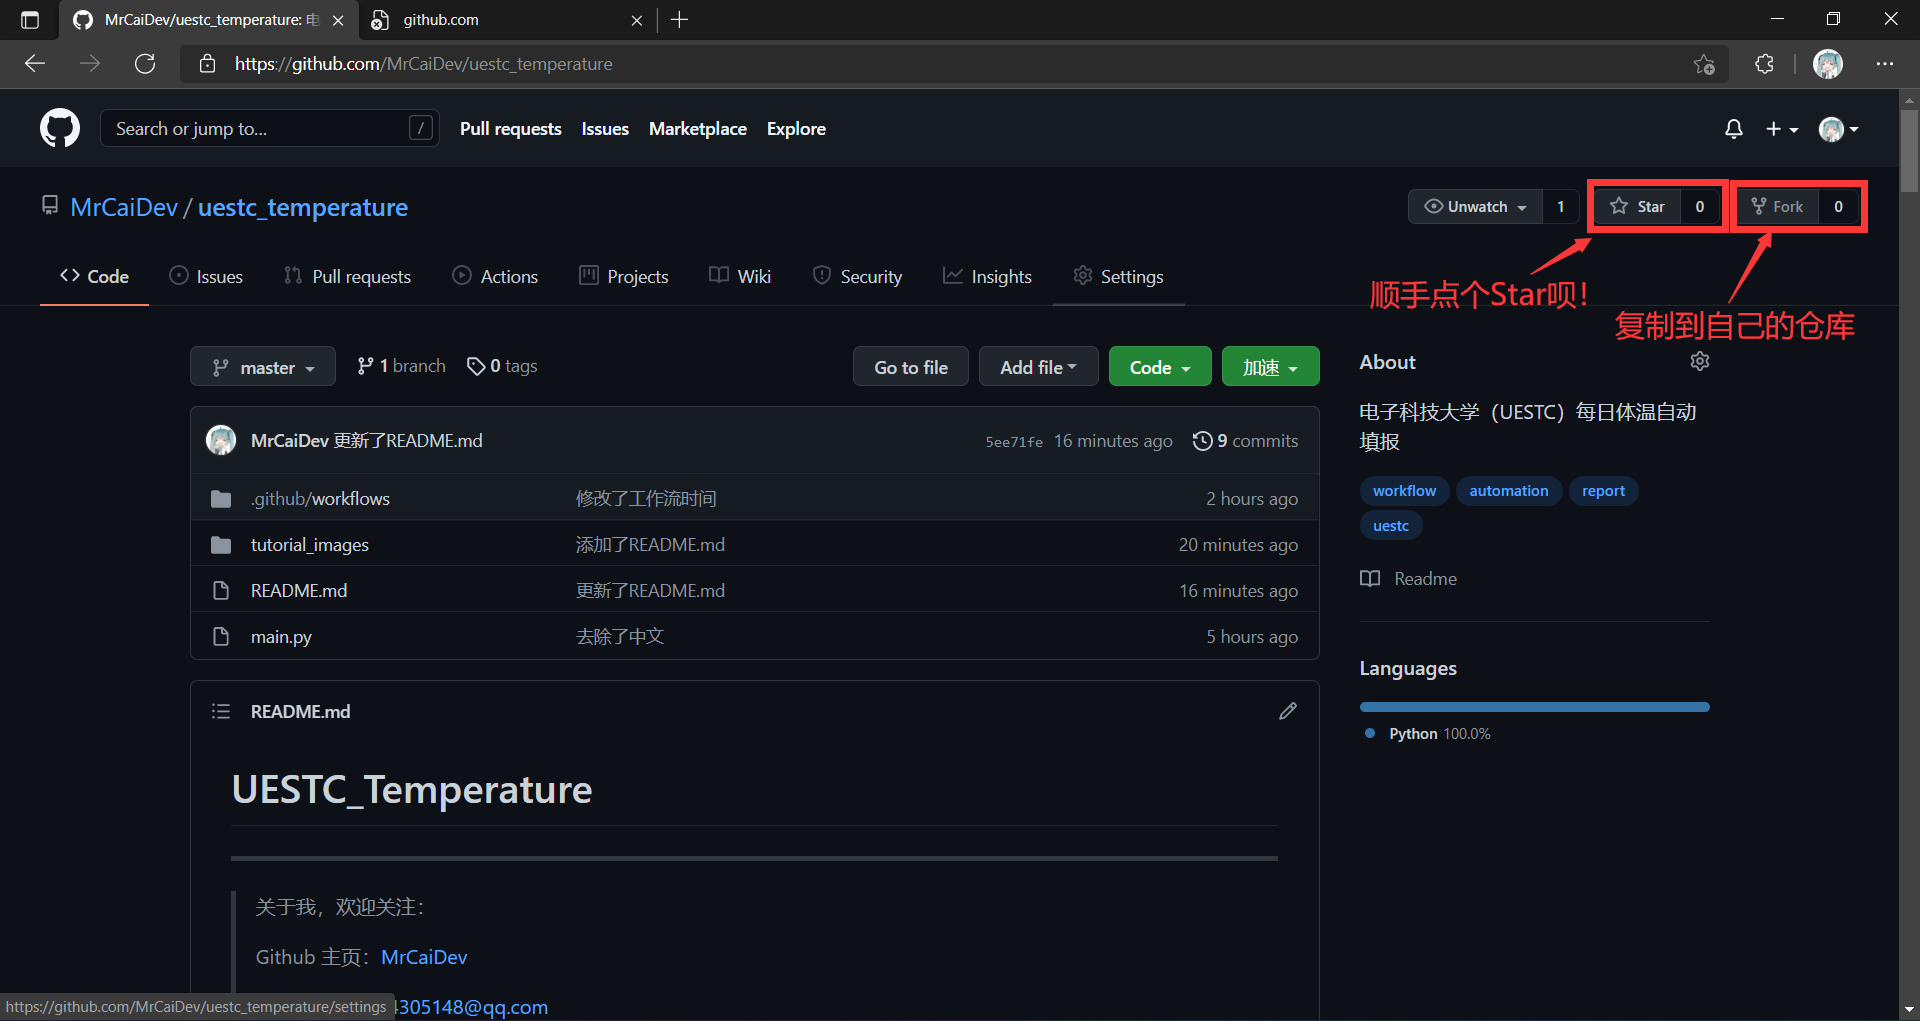 MrCaiDev/uestc_temperature: 电
github.com
https://github.com/MrCaiDev/uestc_temperature
Search or jump to...
/
Pull requests
Issues
Marketplace
Explore
MrCaiDev / uestc_temperature
Unwatch
1
Star
0
Fork
0
Code
Issues
Pull requests
Actions
Projects
Wiki
Security
Insights
Settings
顺手点个Star呗!
复制到自己的仓库
master
1 branch
0 tags
Go to file
Add file
Code
加速
MrCaiDev 更新了README.md
5ee71fe 16 minutes ago
9 commits
.github/workflows
修改了工作流时间
2 hours ago
tutorial_images
添加了README.md
20 minutes ago
README.md
更新了README.md
16 minutes ago
main.py
去除了中文
5 hours ago
About
电子科技大学（UESTC）每日体温自动
填报
workflow
automation
report
uestc
Readme
Languages
Python 100.0%
README.md
UESTC_Temperature
关于我，欢迎关注：
Github 主页：MrCaiDev
4305148@qq.com
https://github.com/MrCaiDev/uestc_temperature/settings